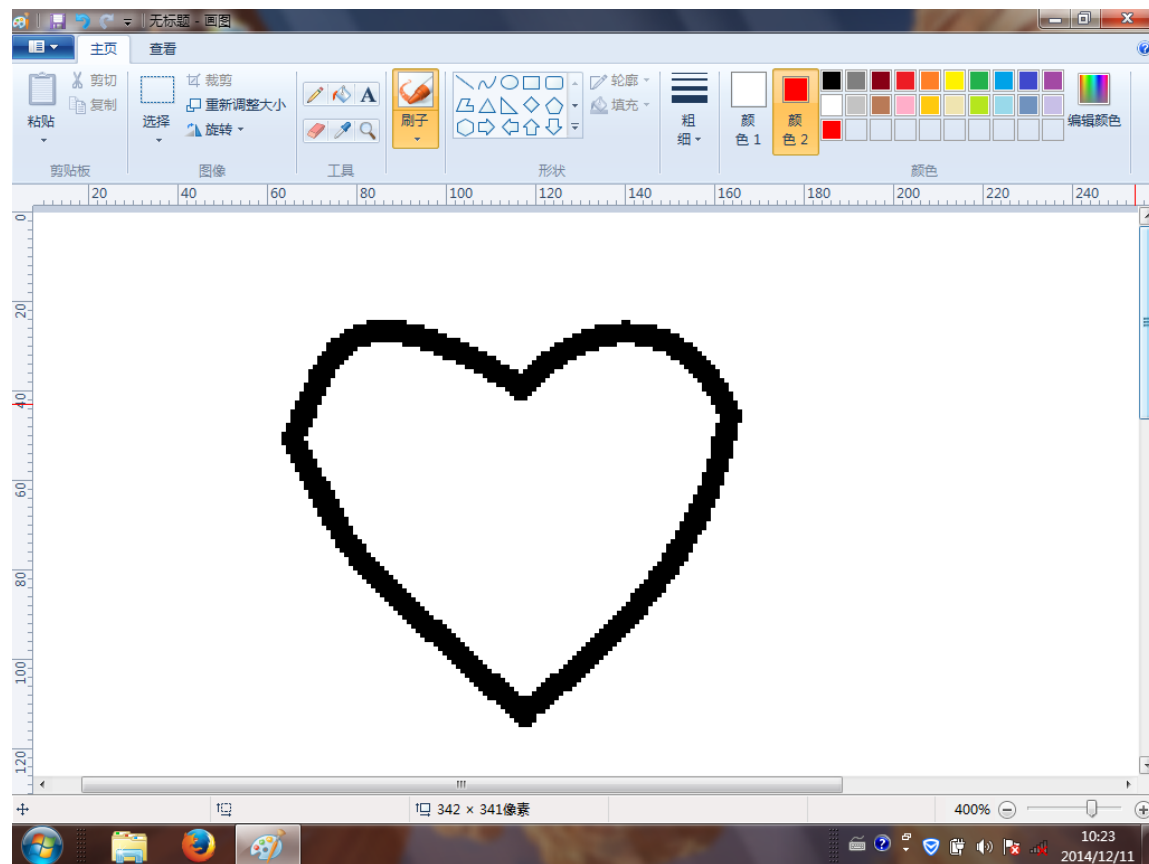 无标题 - 画图
主页 查看
粘贴
剪切
复制
剪贴板
选择
裁剪
重新调整大小
旋转
图像
A
工具
刷子
轮廓
填充
形状
粗
细
颜
色 1
颜
色 2
编辑颜色
颜色
20 40 60 80 100 120 140 160 180 200 220 240
0
20
40
60
80
100
120
342 × 341像素
400%
10:23
2014/12/11